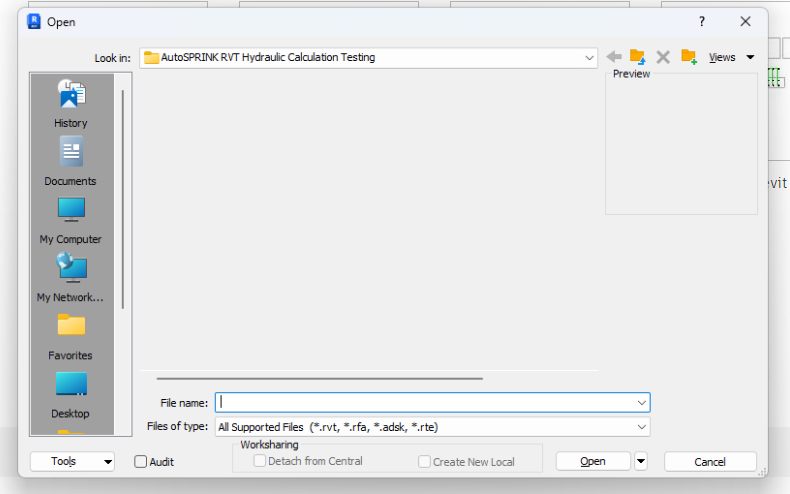 Open
Look in:
AutoSPRINK RVT Hydraulic Calculation Testing
Views
Preview
History
Documents
My Computer
My Network...
Favorites
Desktop
evit
File name:
Files of type:
All Supported Files (*.rvt, *.rfa, *.adsk, *.rte)
Worksharing
Tools
Audit
Detach from Central
Create New Local
Open
Cancel